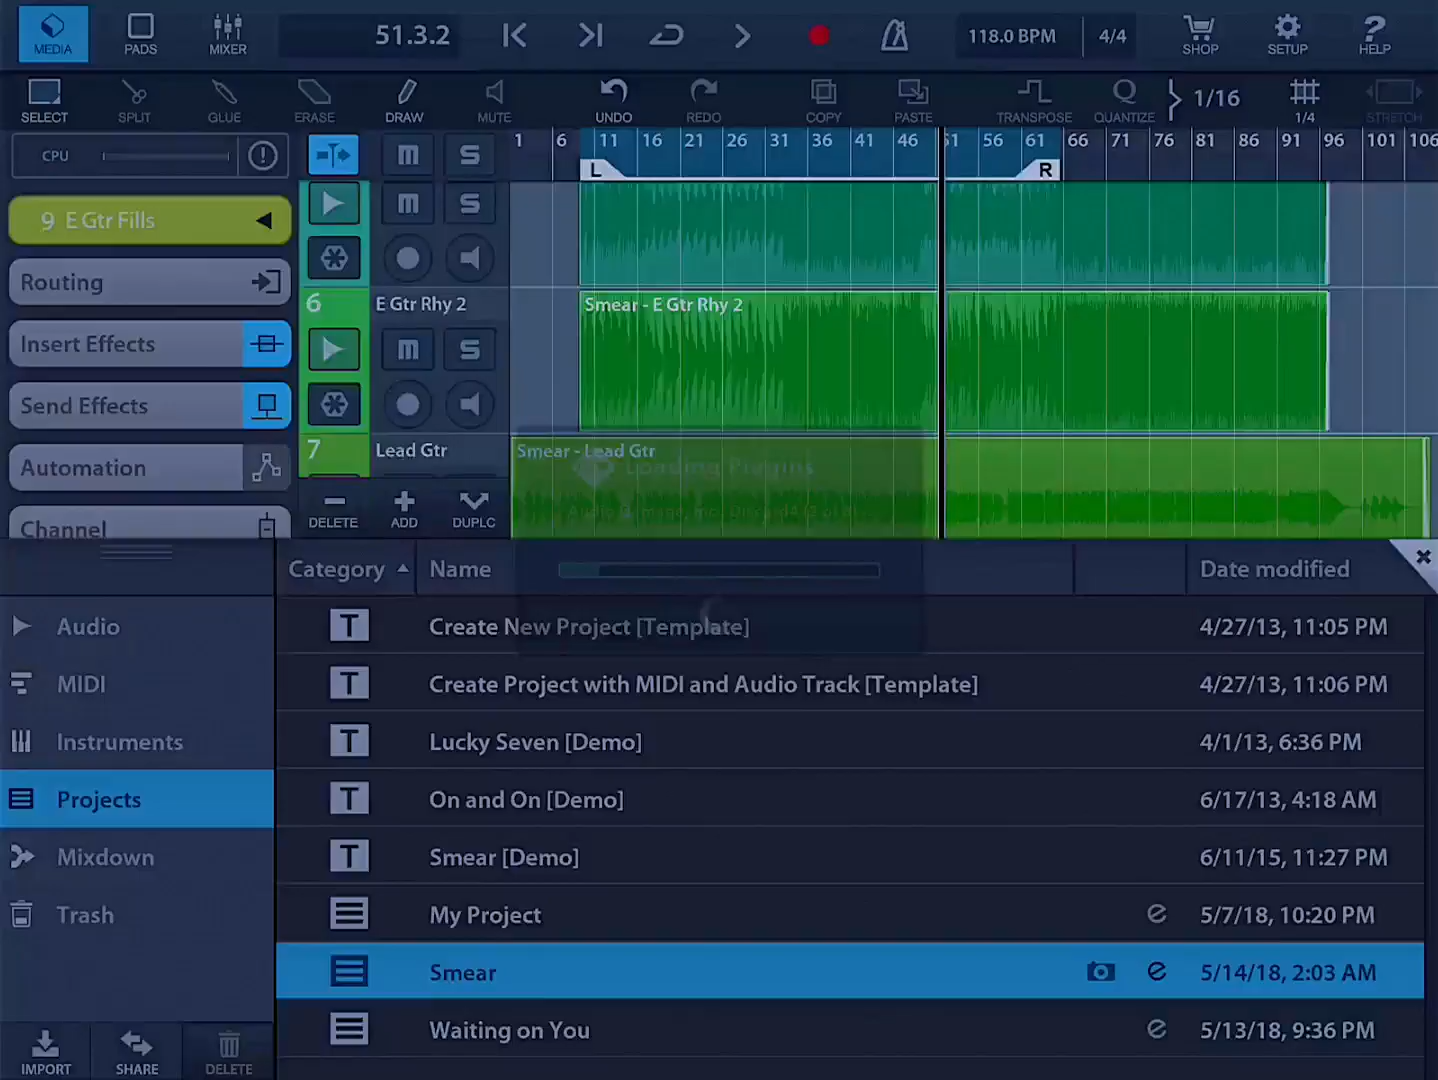 MEDIA
PADS
MIXER
51.3.2
118.0 BPM
4/4
SHOP
SETUP
HELP
SELECT
SPLIT
GLUE
ERASE
DRAW
MUTE
UNDO
REDO
COPY
PASTE
TRANSPOSE
QUANTIZE
1/16
1/4
STRETCH
CPU
m S
1 6 11 16 21 26 31 36 41 46 51 56 61 66 71 76 81 86 91 96 101 106
L R
9 E Gtr Fills
m S
Routing
6 E Gtr Rhy 2
Smear - E Gtr Rhy 2
Insert Effects
m S
Send Effects
7 Lead Gtr
Smear - Lead Gtr
Automation
Loading Plugins
DELETE
ADD
DUPLC
Channel
Category Name Date modified
Audio
MIDI
Instruments
Projects
Mixdown
Trash
T Create New Project [Template] 4/27/13, 11:05 PM
T Create Project with MIDI and Audio Track [Template] 4/27/13, 11:06 PM
T Lucky Seven [Demo] 4/1/13, 6:36 PM
T On and On [Demo] 6/17/13, 4:18 AM
T Smear [Demo] 6/11/15, 11:27 PM
My Project e 5/7/18, 10:20 PM
Smear e 5/14/18, 2:03 AM
Waiting on You e 5/13/18, 9:36 PM
IMPORT
SHARE
DELETE